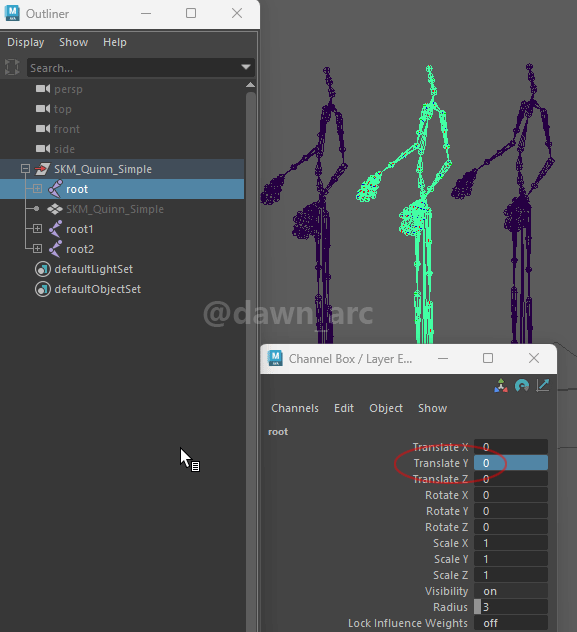 Outliner
Display Show Help
Search...
persp
top
front
side
SKM_Quinn_Simple
root
SKM_Quinn_Simple
root1
root2
defaultLightSet
defaultObjectSet
@dawn_arc
Channel Box / Layer E...
Channels Edit Object Show
root
Translate X 0
Translate Y 0
Translate Z 0
Rotate X 0
Rotate Y 0
Rotate Z 0
Scale X 1
Scale Y 1
Scale Z 1
Visibility on
Radius 3
Lock Influence Weights off